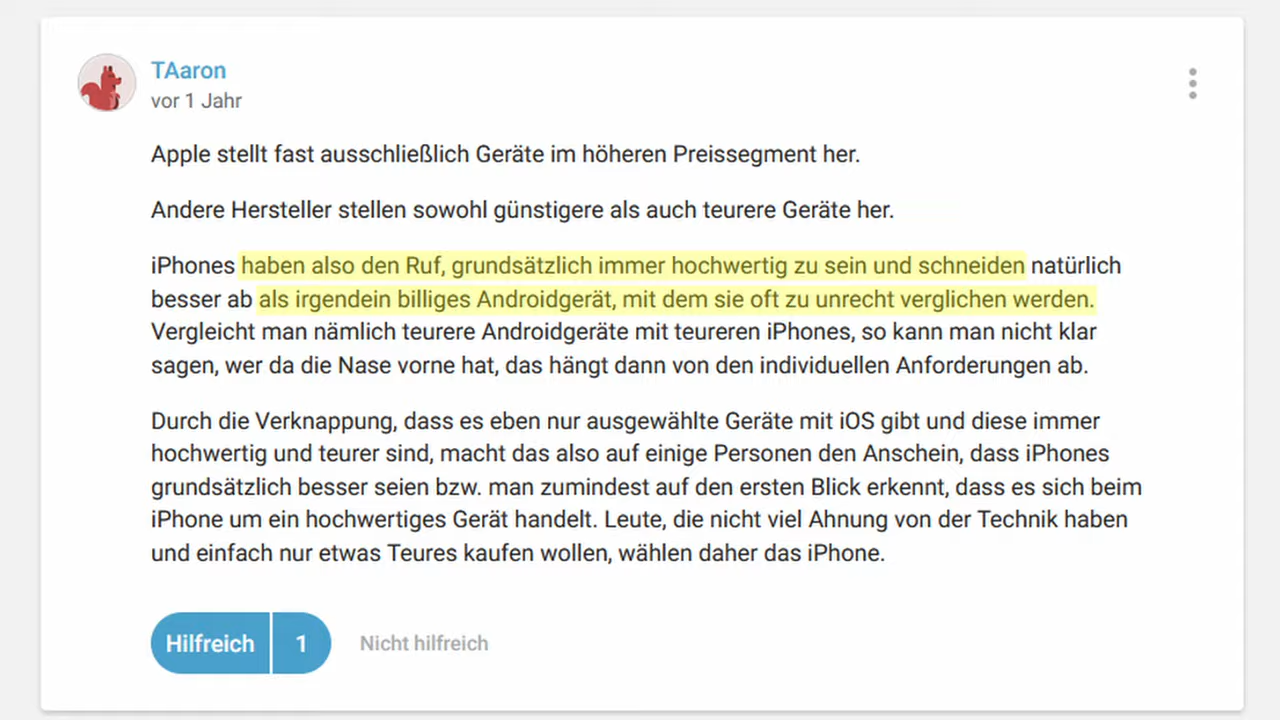 TAaron
vor 1 Jahr
Apple stellt fast ausschließlich Geräte im höheren Preissegment her.
Andere Hersteller stellen sowohl günstigere als auch teurere Geräte her.
iPhones haben also den Ruf, grundsätzlich immer hochwertig zu sein und schneiden natürlich
besser ab als irgendein billiges Androidgerät, mit dem sie oft zu unrecht verglichen werden.
Vergleicht man nämlich teurere Androidgeräte mit teureren iPhones, so kann man nicht klar
sagen, wer da die Nase vorne hat, das hängt dann von den individuellen Anforderungen ab.
Durch die Verknappung, dass es eben nur ausgewählte Geräte mit iOS gibt und diese immer
hochwertig und teurer sind, macht das also auf einige Personen den Anschein, dass iPhones
grundsätzlich besser seien bzw. man zumindest auf den ersten Blick erkennt, dass es sich beim
iPhone um ein hochwertiges Gerät handelt. Leute, die nicht viel Ahnung von der Technik haben
und einfach nur etwas Teures kaufen wollen, wählen daher das iPhone.
Hilfreich 1 Nicht hilfreich